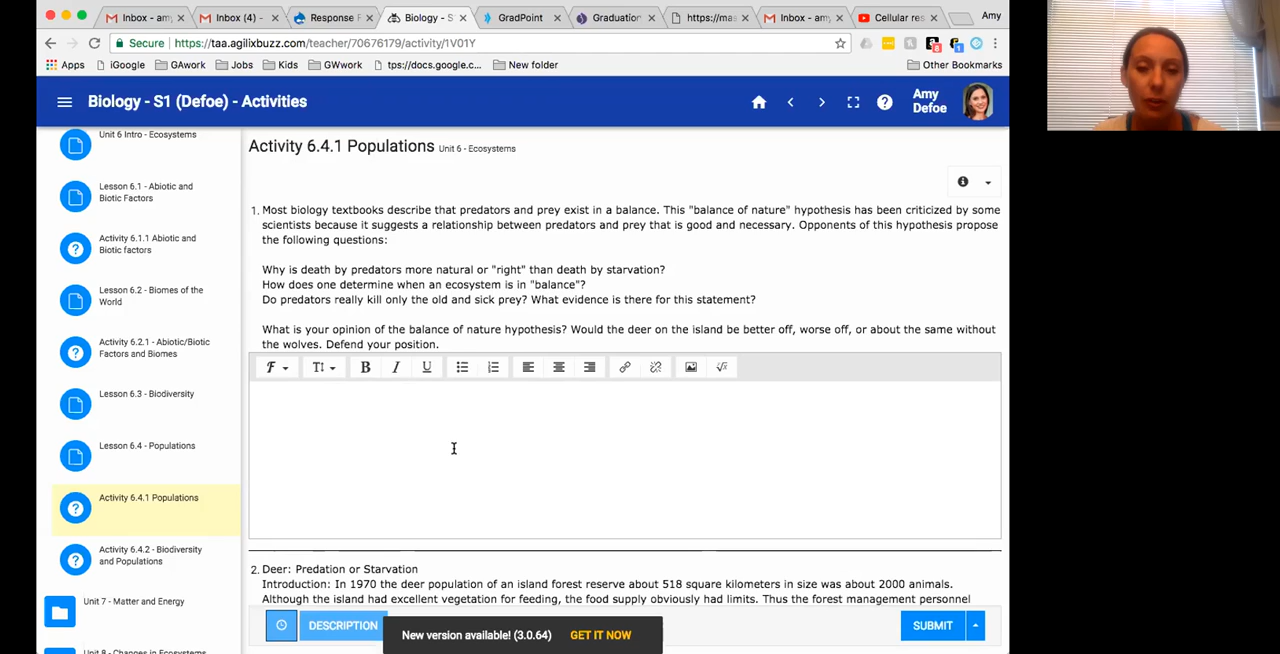 Inbox - am
Inbox (4) -
Response F
Biology - S
GradPoint
Graduation
https://mas
Inbox - am
Cellular res
Amy
Secure https://taa.agilixbuzz.com/teacher/70676179/activity/1V01Y
Apps iGoogle GAwork Jobs Kids GWwork tps://docs.google.c... New folder Other Bookmarks
Biology - S1 (Defoe) - Activities
Amy
Defoe
Unit 6 Intro - Ecosystems
Lesson 6.1 - Abiotic and
Biotic Factors
Activity 6.1.1 Abiotic and
Biotic factors
Lesson 6.2 - Biomes of the
World
Activity 6.2.1 Abiotic/Biotic
Factors and Biomes
Lesson 6.3 - Biodiversity
Lesson 6.4 - Populations
Activity 6.4.1 Populations
Activity 6.4.2 - Biodiversity
and Populations
Unit 7 - Matter and Energy
Unit 8 - Changes in Ecosystems
Activity 6.4.1 Populations Unit 6 - Ecosystems
1. Most biology textbooks describe that predators and prey exist in a balance. This "balance of nature" hypothesis has been criticized by some
scientists because it suggests a relationship between predators and prey that is good and necessary. Opponents of this hypothesis propose
the following questions:
Why is death by predators more natural or "right" than death by starvation?
How does one determine when an ecosystem is in "balance"?
Do predators really kill only the old and sick prey? What evidence is there for this statement?
What is your opinion of the balance of nature hypothesis? Would the deer on the island be better off, worse off, or about the same without
the wolves. Defend your position.
2. Deer: Predation or Starvation
Introduction: In 1970 the deer population of an island forest reserve about 518 square kilometers in size was about 2000 animals.
Although the island had excellent vegetation for feeding, the food supply obviously had limits. Thus the forest management personnel
DESCRIPTION
New version available! (3.0.64) GET IT NOW
SUBMIT